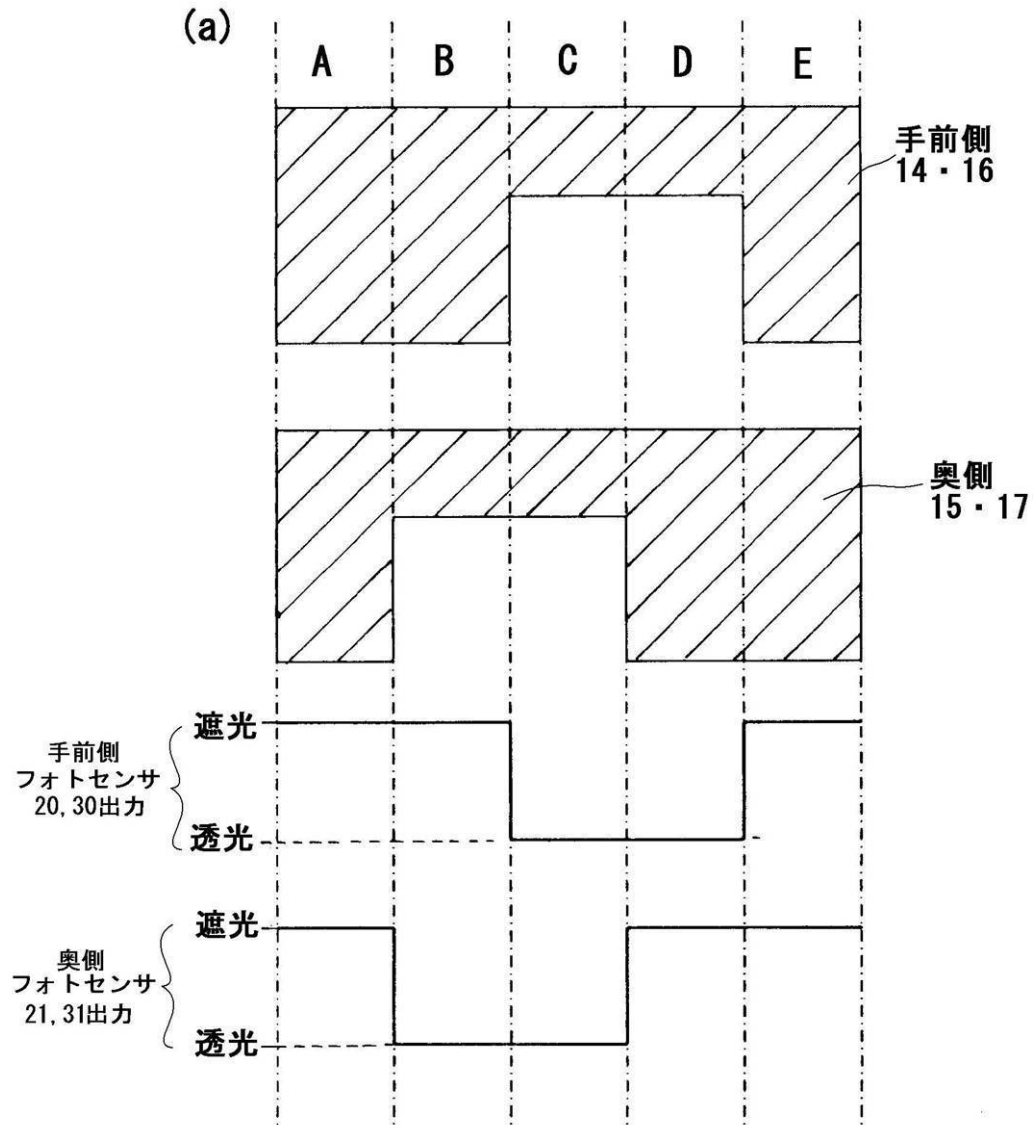 (a)
A B C D E
手前側
14・16
奥側
15・17
遮光
手前側
フォトセンサ
20,30出力
透光
遮光
奥側
フォトセンサ
21,31出力
透光